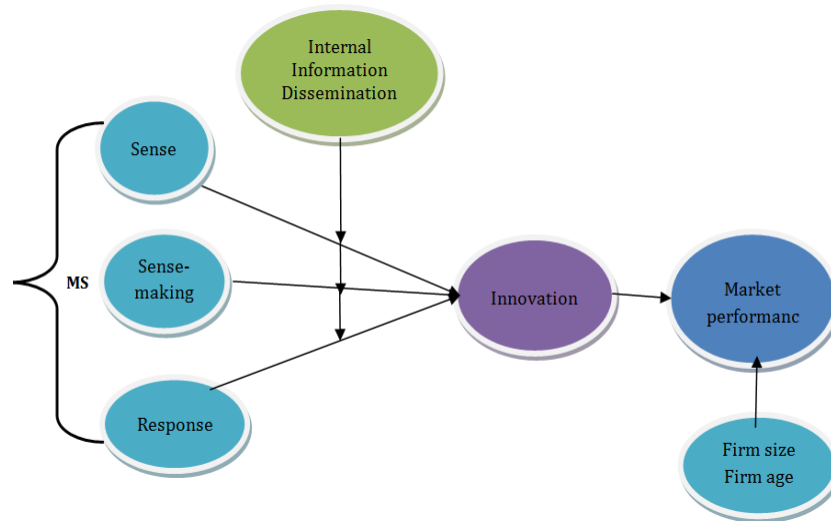 Internal
Information
Dissemination
Sense
MS
Sense-
making
Innovation
Market
performanc
Response
Firm size
Firm age